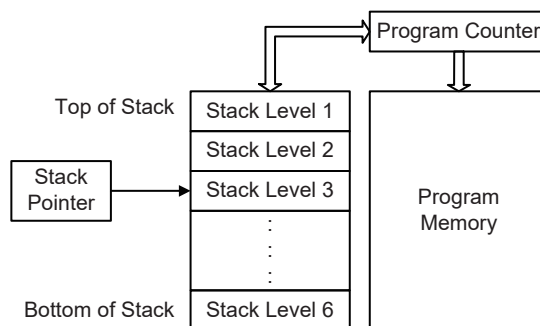 Program Counter
Top of Stack
Stack Level 1
Stack Level 2
Stack
Pointer
Stack Level 3
:
:
:
Program
Memory
Bottom of Stack
Stack Level 6